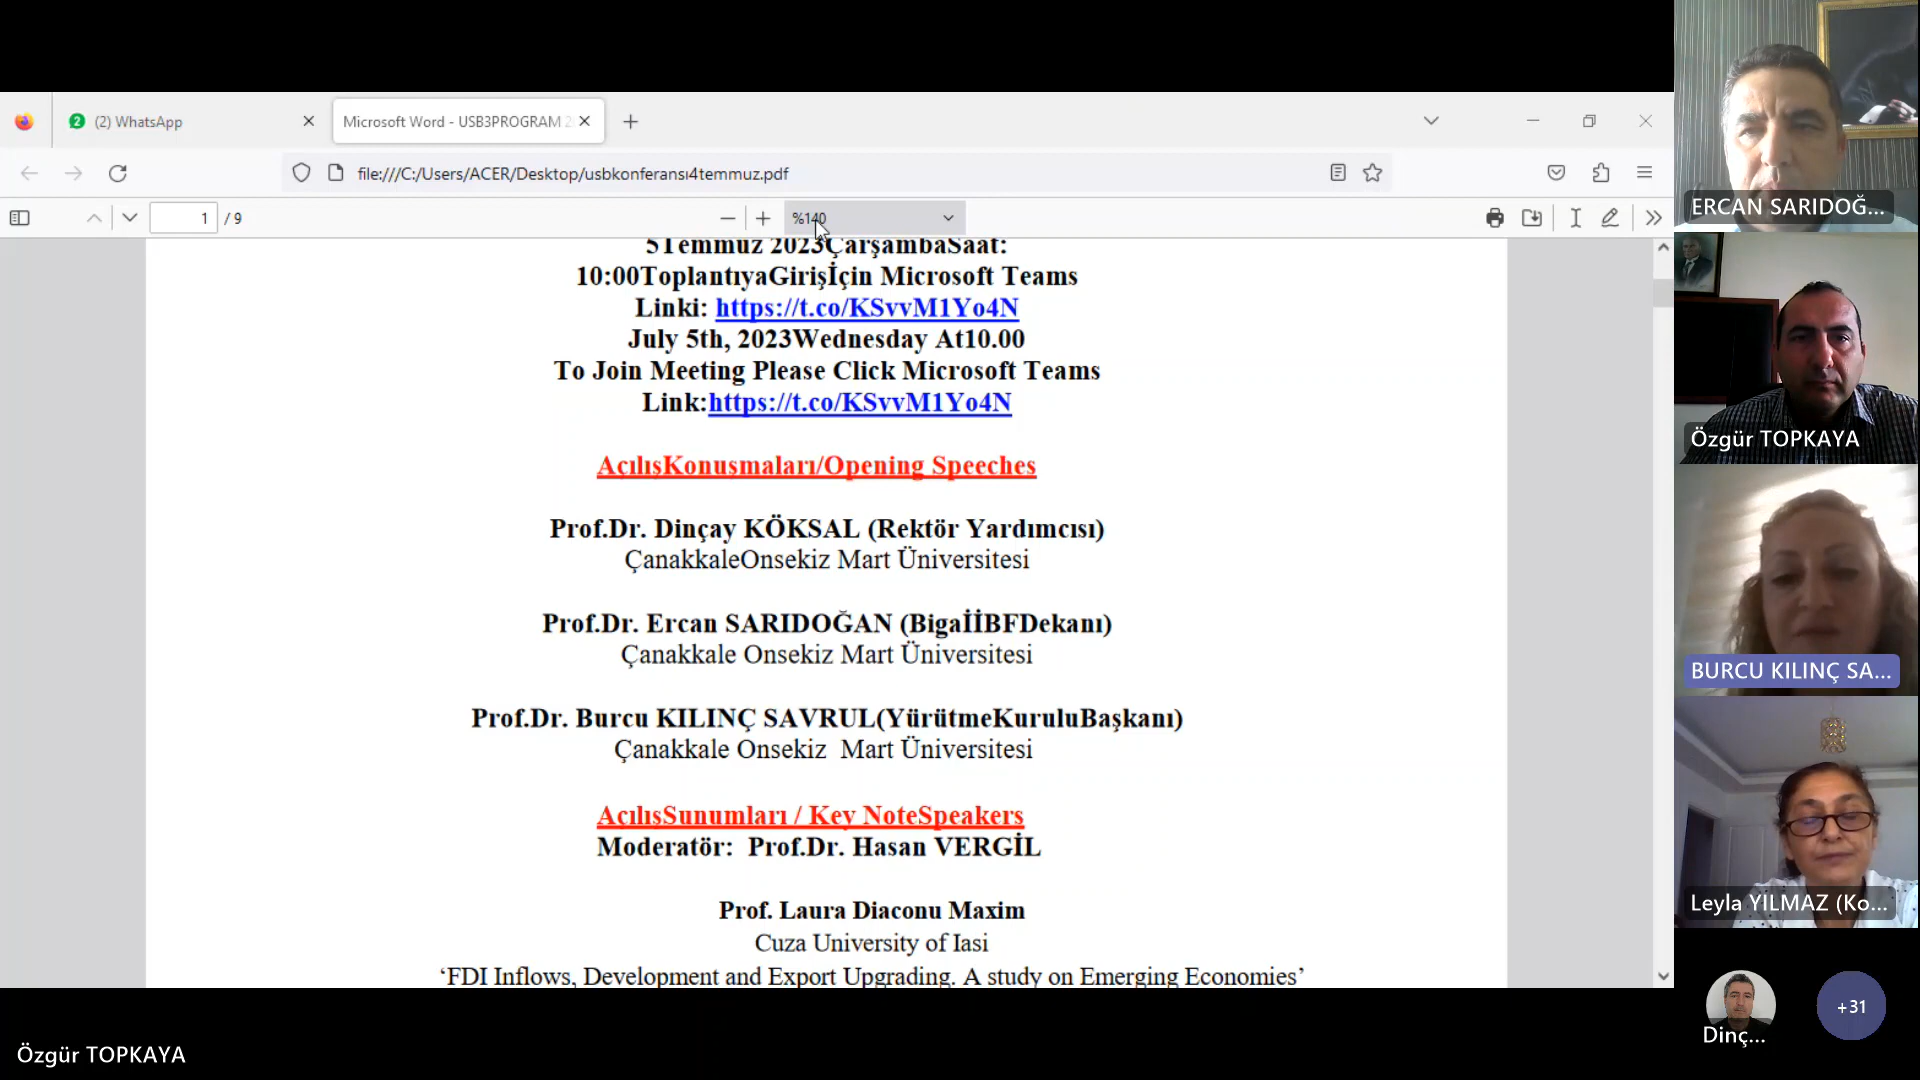 2
(2) WhatsApp
Microsoft Word - USB3PROGRAM 2
file:///C:/Users/ACER/Desktop/usbkonferansı4temmuz.pdf
1 / 9
%140
5Temmuz 2023ÇarşambaSaat:
10:00ToplantıyaGirişİçin Microsoft Teams
Linki: https://t.co/KSvvM1Yo4N
July 5th, 2023Wednesday At10.00
To Join Meeting Please Click Microsoft Teams
Link:https://t.co/KSvvM1Yo4N
AçılışKonuşmaları/Opening Speeches
Prof.Dr. Dinçay KÖKSAL (Rektör Yardımcısı)
ÇanakkaleOnsekiz Mart Üniversitesi
Prof.Dr. Ercan SARIDOĞAN (BigaİİBFDekanı)
Çanakkale Onsekiz Mart Üniversitesi
Prof.Dr. Burcu KILINÇ SAVRUL(YürütmeKuruluBaşkanı)
Çanakkale Onsekiz Mart Üniversitesi
AçılışSunumları / Key NoteSpeakers
Moderatör: Prof.Dr. Hasan VERGİL
Prof. Laura Diaconu Maxim
Cuza University of Iasi
‘FDI Inflows, Development and Export Upgrading. A study on Emerging Economies’
ERCAN SARIDOĞ...
Özgür TOPKAYA
BURCU KILINÇ SA...
Leyla YILMAZ (Ko...
Dinç...
+31
Özgür TOPKAYA